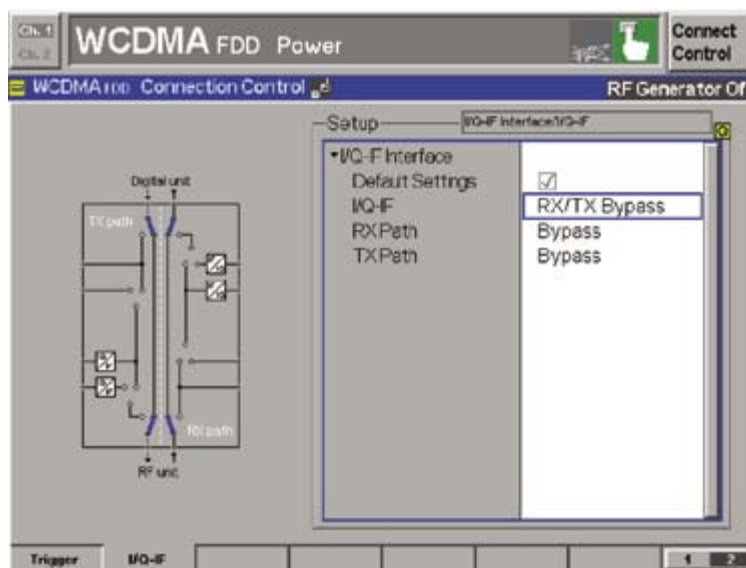 Ch. 1
Ch. 2
WCDMA FDD Power
Connect
Control
WCDMA FDD Connection Control
RF Generator Of
Setup
I/Q-IF Interface/I/Q-IF
I/Q-IF Interface
Default Settings
I/Q-IF
RX/TX Bypass
RX Path
Bypass
TX Path
Bypass
Digital unit
TX path
RX path
RF unit
Trigger
I/Q-IF
1 2